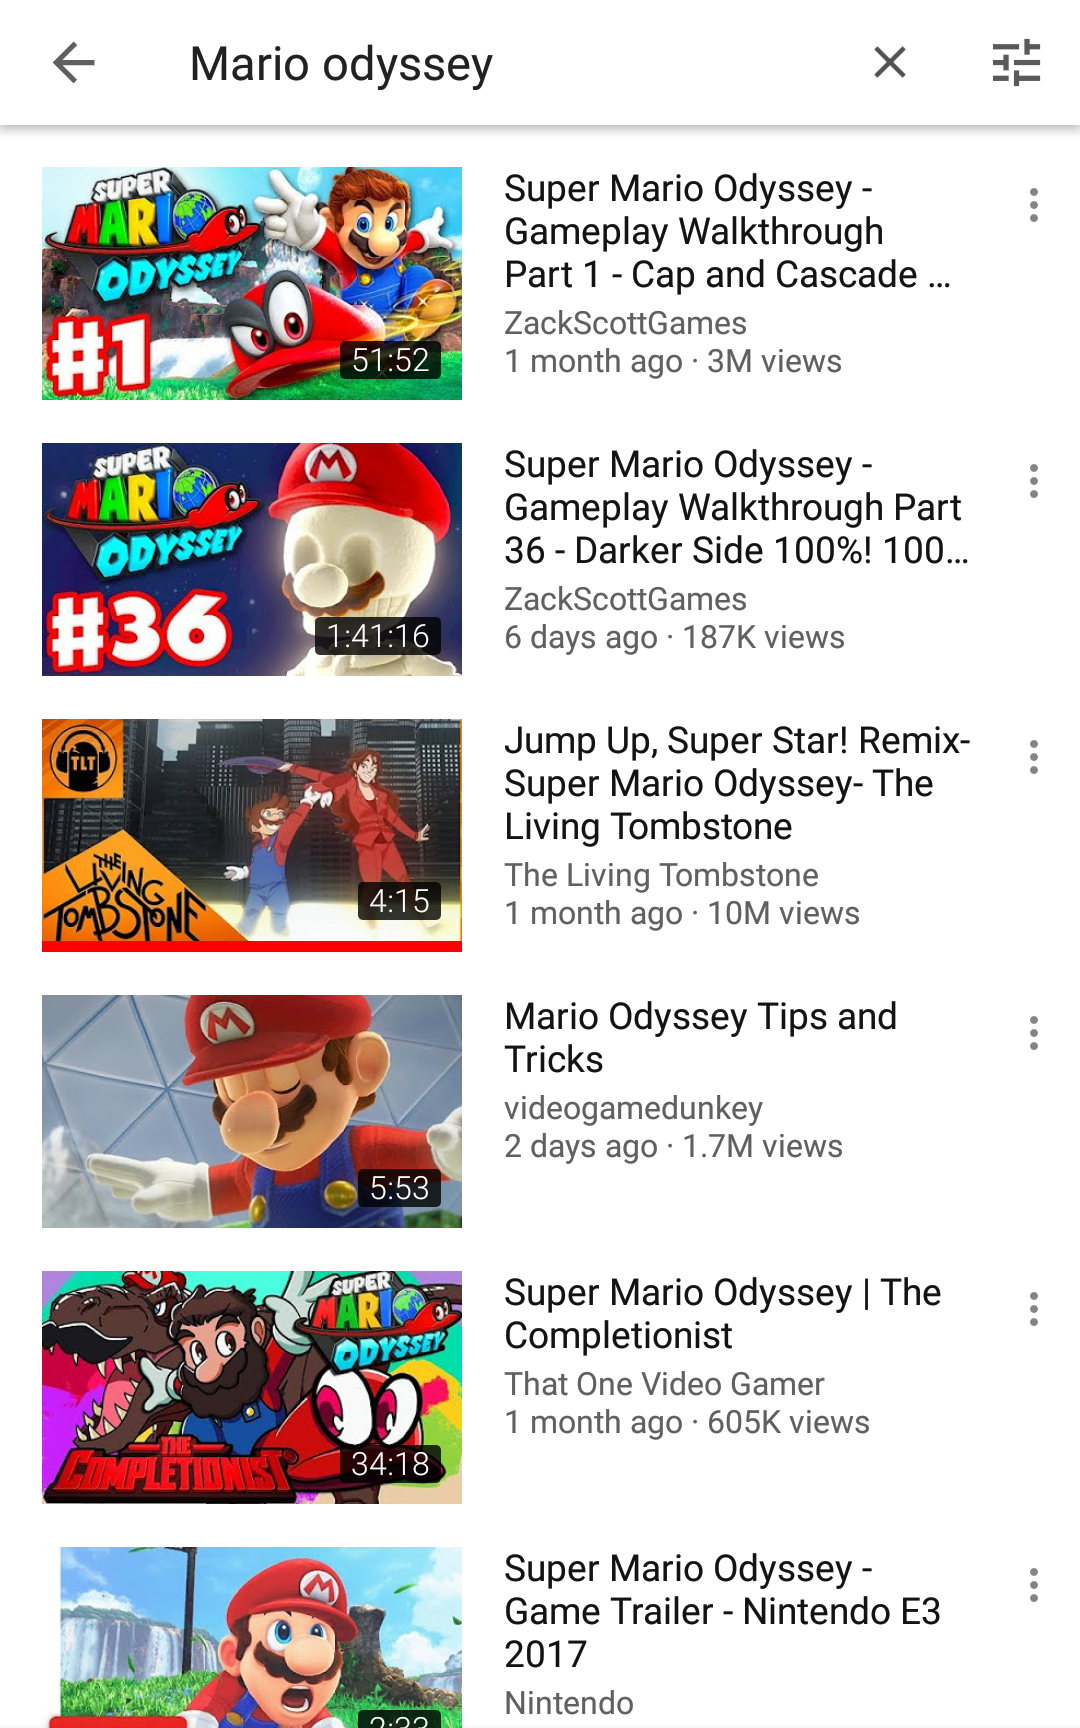 Mario odyssey
SUPER
MARIO
ODYSSEY
#1
51:52
Super Mario Odyssey -
Gameplay Walkthrough
Part 1 - Cap and Cascade ...
ZackScottGames
1 month ago · 3M views
SUPER
MARIO
ODYSSEY
#36
1:41:16
Super Mario Odyssey -
Gameplay Walkthrough Part
36 - Darker Side 100%! 100...
ZackScottGames
6 days ago · 187K views
TLT
THE
LIVING
TOMBSTONE
4:15
Jump Up, Super Star! Remix-
Super Mario Odyssey- The
Living Tombstone
The Living Tombstone
1 month ago · 10M views
M
5:53
Mario Odyssey Tips and
Tricks
videogamedunkey
2 days ago · 1.7M views
SUPER
MARIO
ODYSSEY
THE
COMPLETIONIST
34:18
Super Mario Odyssey | The
Completionist
That One Video Gamer
1 month ago · 605K views
M
2:33
Super Mario Odyssey -
Game Trailer - Nintendo E3
2017
Nintendo